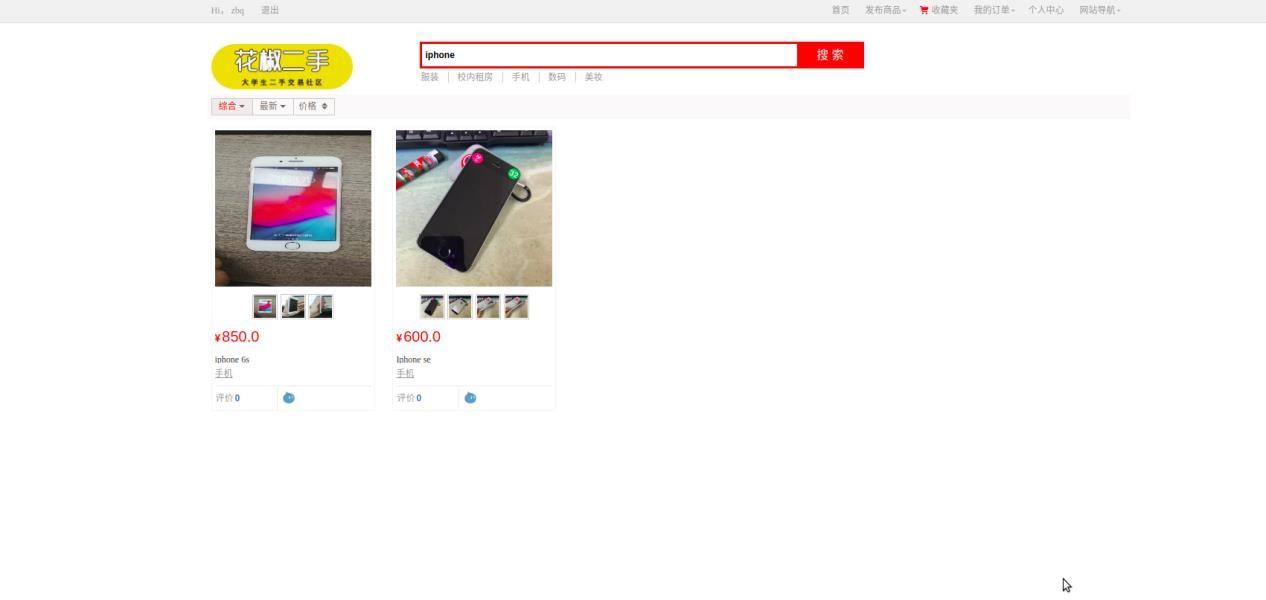 Hi， zbq 退出 首页 发布商品 收藏夹 我的订单 个人中心 网站导航
花椒二手
大学生二手交易社区
iphone 搜索
服装 校内租房 手机 数码 美妆
综合 最新 价格
32
¥850.0 ¥600.0
iphone 6s Iphone se
手机 手机
评价0 评价0